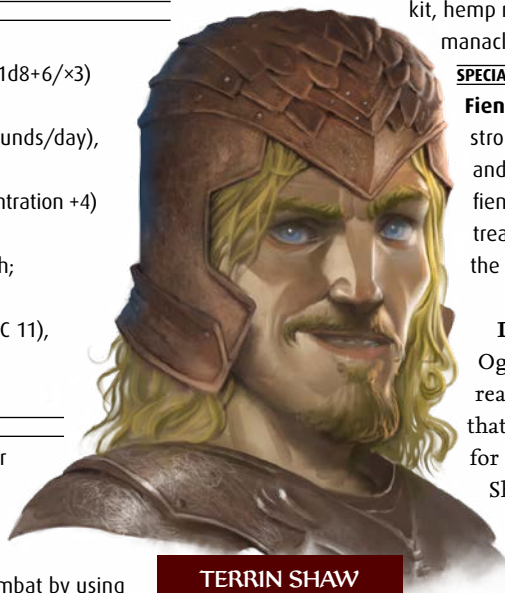 1d8+6/×3)
unds/day),
ntration +4)
h;
C 11),
r
mbat by using
TERRIN SHAW
kit, hemp r
manacl
SPECIA
Fien
stro
and
fien
trea
the
Og
rea
that
for
Sl